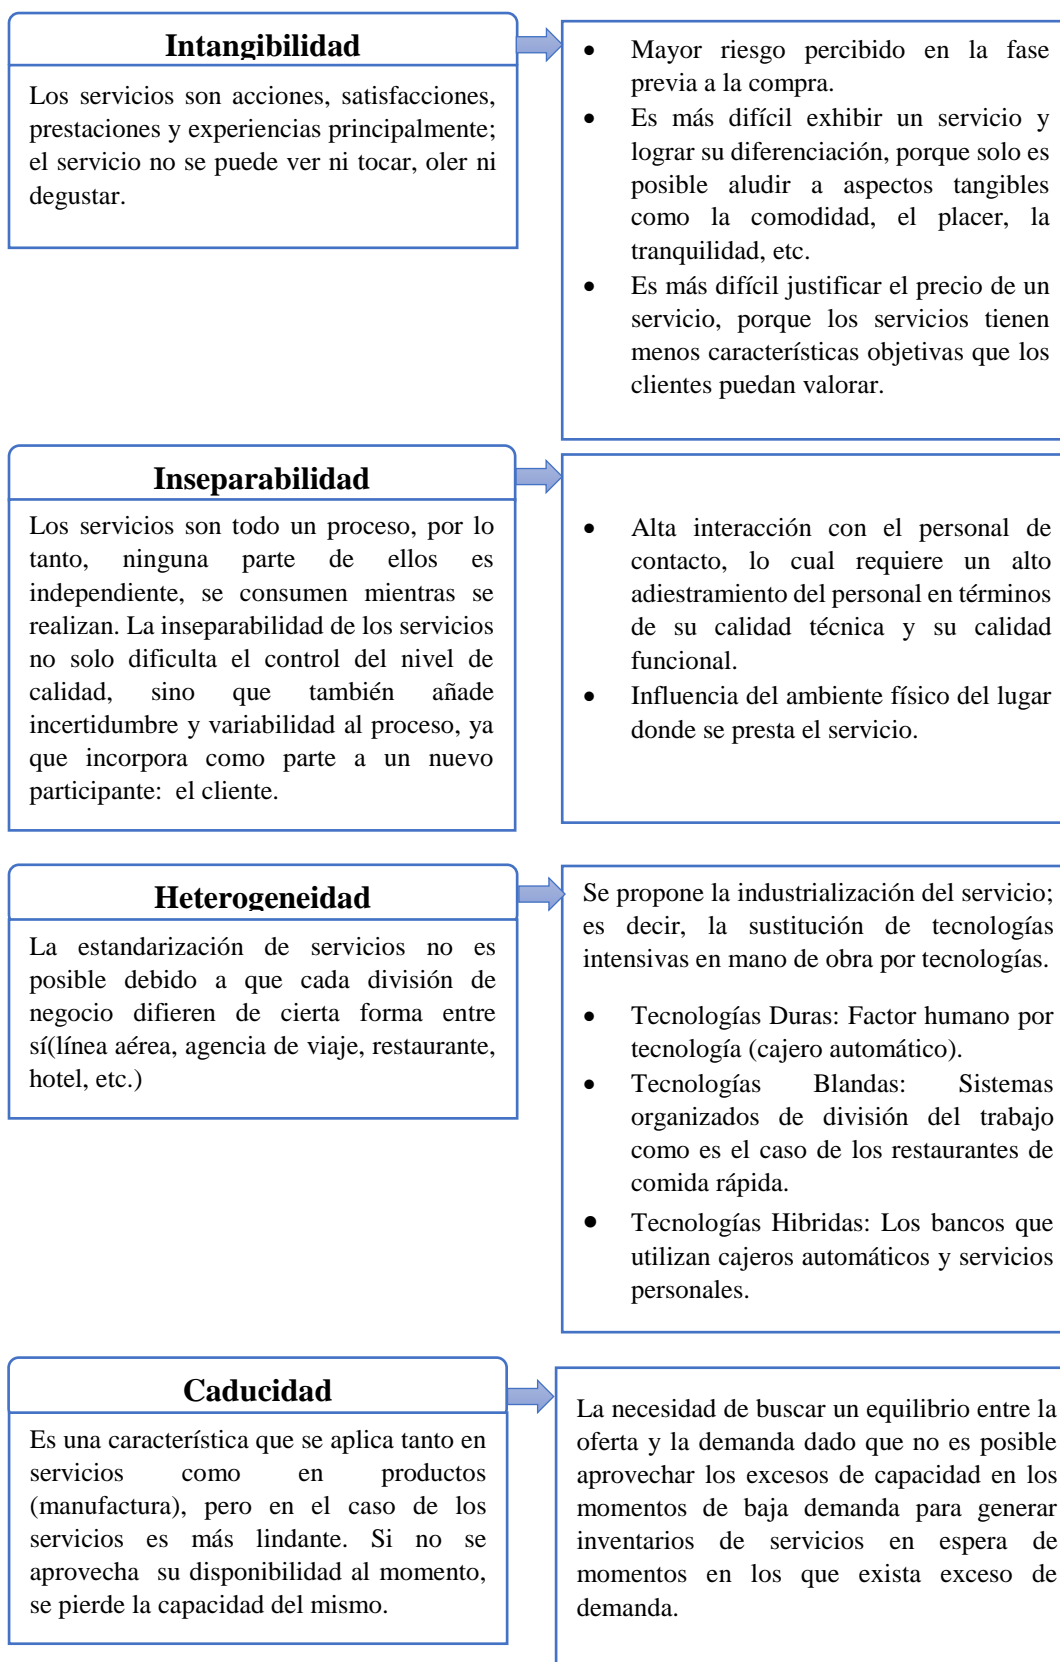 Intangibilidad
Los servicios son acciones, satisfacciones,
prestaciones y experiencias principalmente;
el servicio no se puede ver ni tocar, oler ni
degustar.
• Mayor riesgo percibido en la fase
previa a la compra.
• Es más difícil exhibir un servicio y
lograr su diferenciación, porque solo es
posible aludir a aspectos tangibles
como la comodidad, el placer, la
tranquilidad, etc.
• Es más difícil justificar el precio de un
servicio, porque los servicios tienen
menos características objetivas que los
clientes puedan valorar.
Inseparabilidad
Los servicios son todo un proceso, por lo
tanto, ninguna parte de ellos es
independiente, se consumen mientras se
realizan. La inseparabilidad de los servicios
no solo dificulta el control del nivel de
calidad, sino que también añade
incertidumbre y variabilidad al proceso, ya
que incorpora como parte a un nuevo
participante: el cliente.
• Alta interacción con el personal de
contacto, lo cual requiere un alto
adiestramiento del personal en términos
de su calidad técnica y su calidad
funcional.
• Influencia del ambiente físico del lugar
donde se presta el servicio.
Heterogeneidad
La estandarización de servicios no es
posible debido a que cada división de
negocio difieren de cierta forma entre
sí(línea aérea, agencia de viaje, restaurante,
hotel, etc.)
Se propone la industrialización del servicio;
es decir, la sustitución de tecnologías
intensivas en mano de obra por tecnologías.
• Tecnologías Duras: Factor humano por
tecnología (cajero automático).
• Tecnologías Blandas: Sistemas
organizados de división del trabajo
como es el caso de los restaurantes de
comida rápida.
• Tecnologías Hibridas: Los bancos que
utilizan cajeros automáticos y servicios
personales.
Caducidad
Es una característica que se aplica tanto en
servicios como en productos
(manufactura), pero en el caso de los
servicios es más lindante. Si no se
aprovecha su disponibilidad al momento,
se pierde la capacidad del mismo.
La necesidad de buscar un equilibrio entre la
oferta y la demanda dado que no es posible
aprovechar los excesos de capacidad en los
momentos de baja demanda para generar
inventarios de servicios en espera de
momentos en los que exista exceso de
demanda.